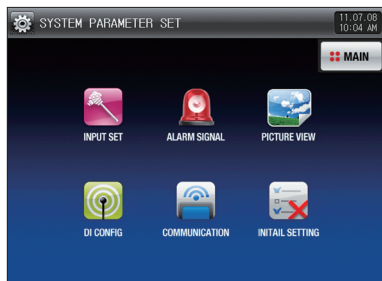 SYSTEM PARAMETER SET
11.07.08
10:04 AM
MAIN
INPUT SET
ALARM SIGNAL
PICTURE VIEW
DI CONFIG
COMMUNICATION
INITAIL SETTING